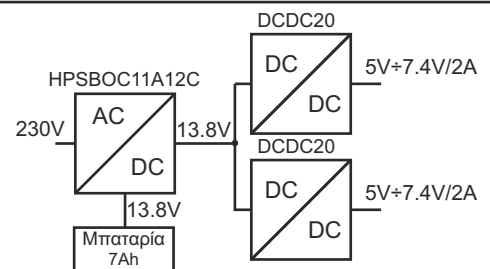 DCDC20
DC
DC
5V÷7.4V/2A
HPSBOC11A12C
AC
DC
230V
13.8V
DCDC20
DC
DC
5V÷7.4V/2A
13.8V
Μπαταρία
7Ah